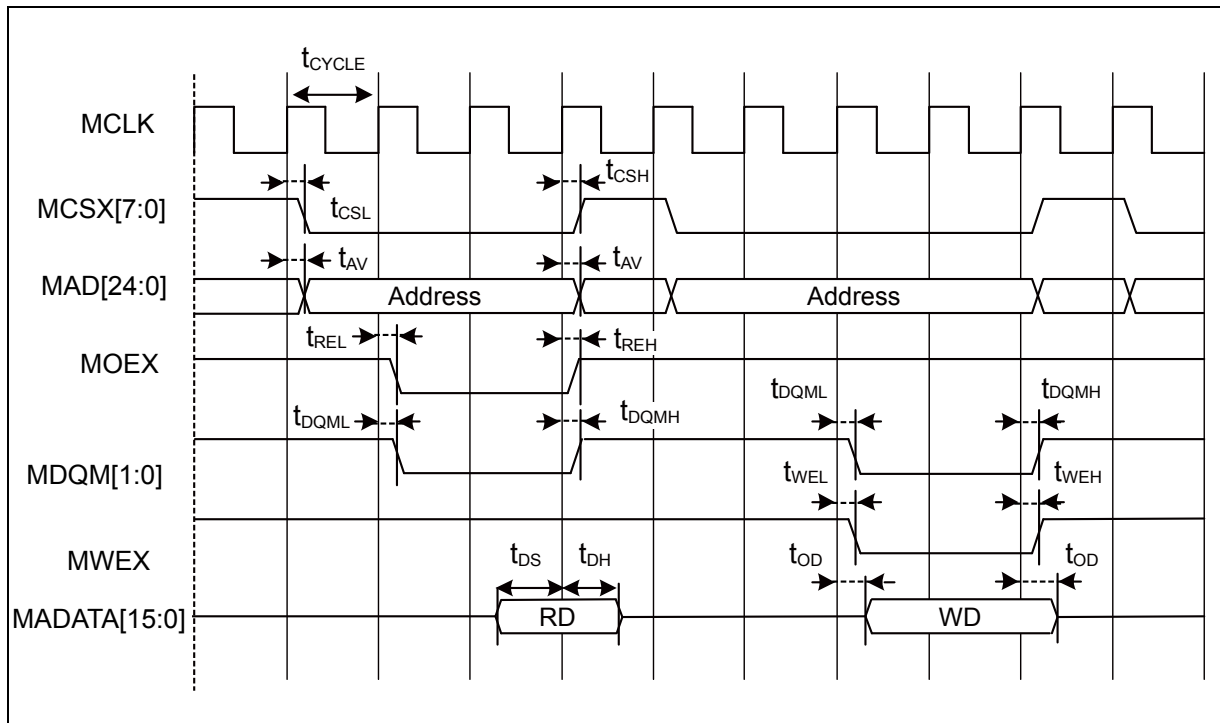 tCYCLE
MCLK
tCSH
MCSX[7:0]
tCSL
tAV
tAV
MAD[24:0]
Address
Address
tREL
tREH
MOEX
tDQML
tDQMH
tDQML
tDQMH
MDQM[1:0]
tWEL
tWEH
MWEX
tDS
tDH
tOD
tOD
MADATA[15:0]
RD
WD